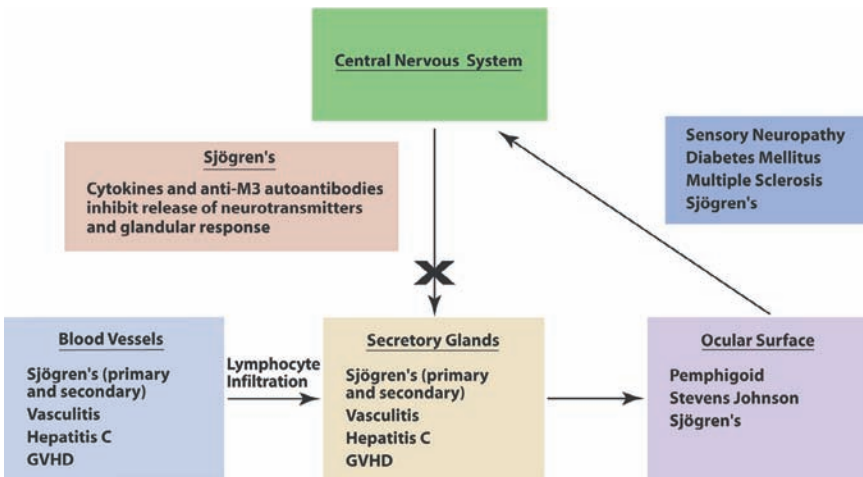 Central Nervous System
Sjögren's
Cytokines and anti-M3 autoantibodies
inhibit release of neurotransmitters
and glandular response
Sensory Neuropathy
Diabetes Mellitus
Multiple Sclerosis
Sjögren's
Blood Vessels
Sjögren's (primary
and secondary)
Vasculitis
Hepatitis C
GVHD
Lymphocyte
Infiltration
Secretory Glands
Sjögren's (primary
and secondary)
Vasculitis
Hepatitis C
GVHD
Ocular Surface
Pemphigoid
Stevens Johnson
Sjögren's